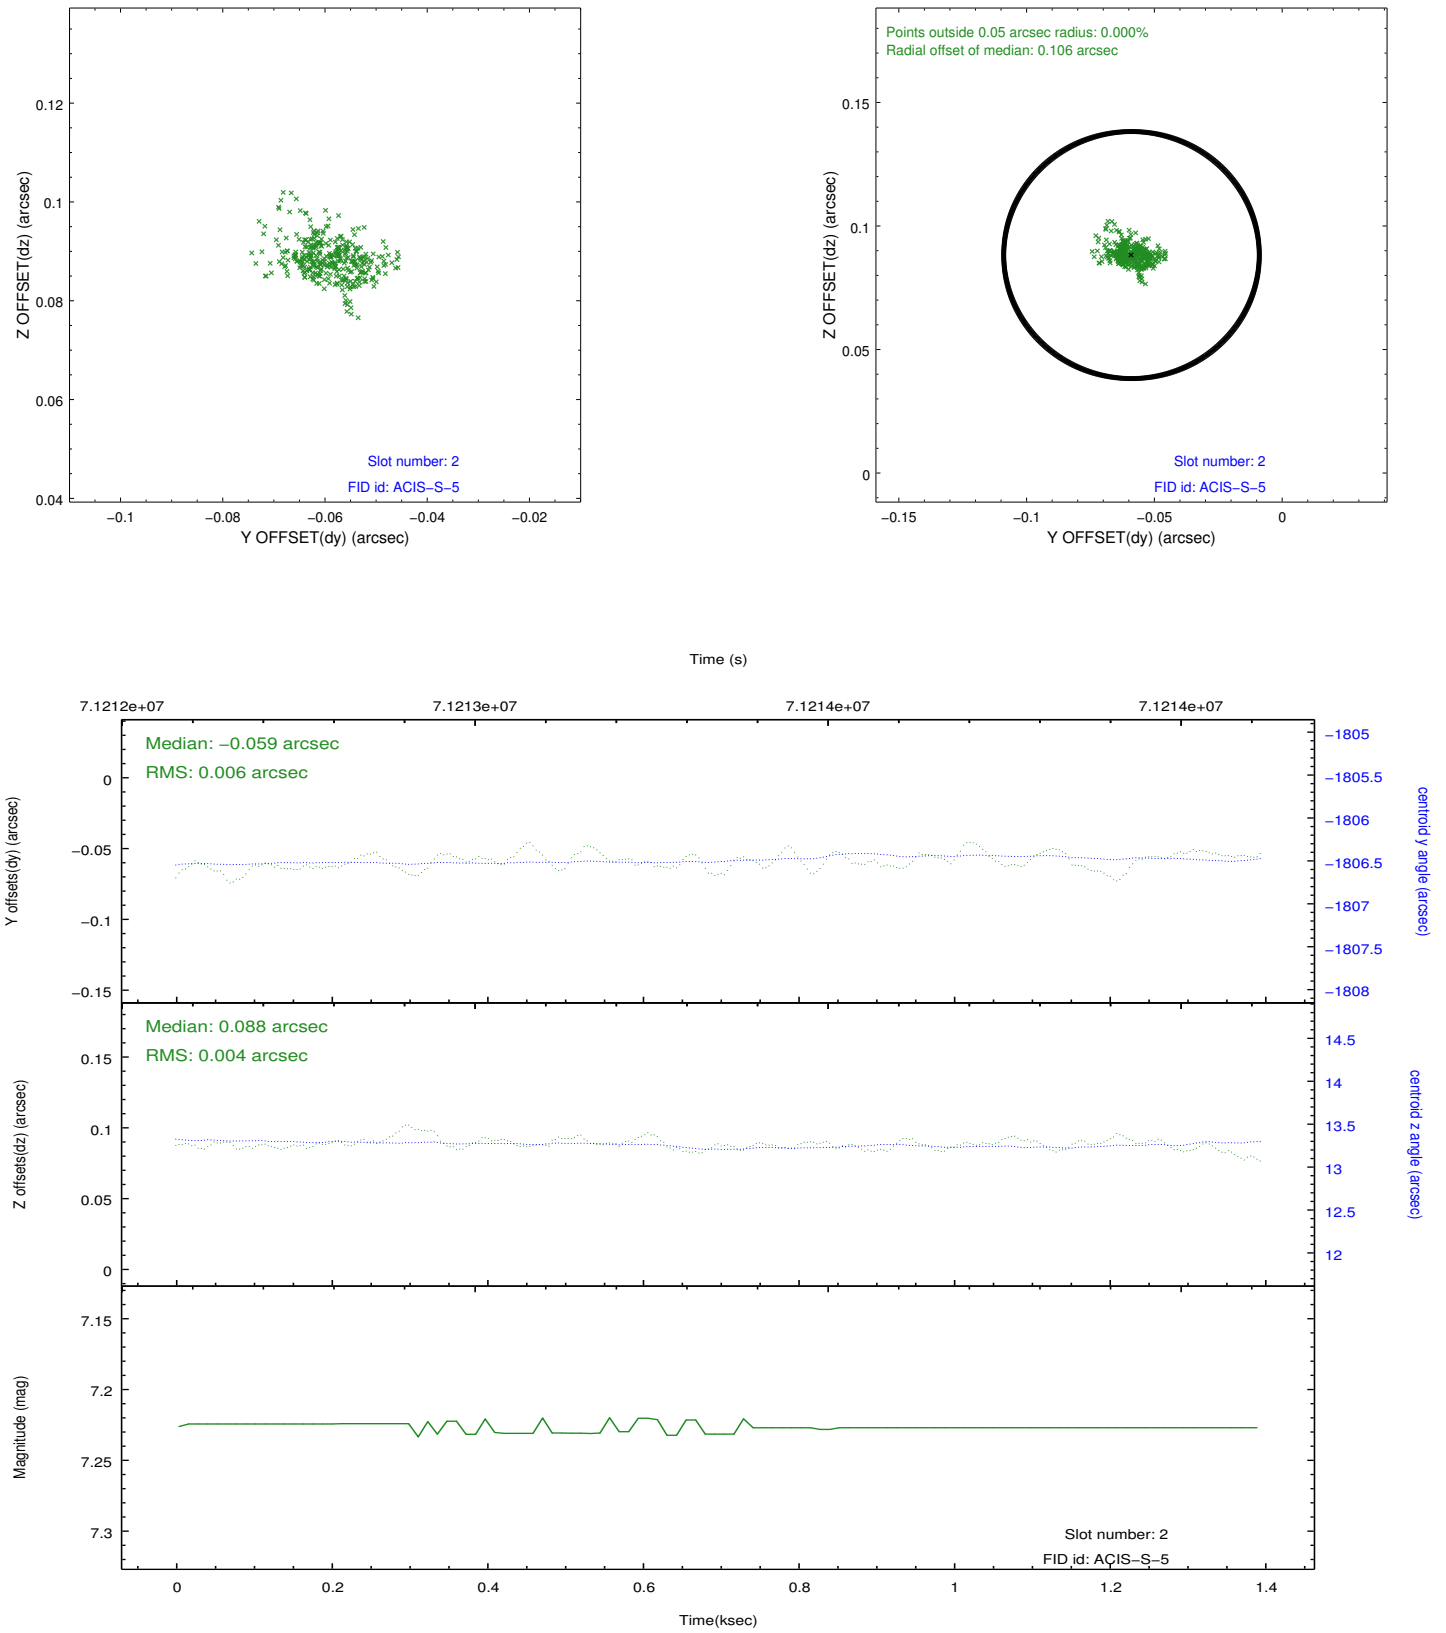 0.12
0.1
0.08
0.06
0.04
Z OFFSET(dz) (arcsec)
Slot number: 2
FID id: ACIS−S−5
−0.1
−0.08
−0.06
−0.04
−0.02
Y OFFSET(dy) (arcsec)
Points outside 0.05 arcsec radius: 0.000%
Radial offset of median: 0.106 arcsec
0.15
0.1
0.05
0
Z OFFSET(dz) (arcsec)
Slot number: 2
FID id: ACIS−S−5
−0.15
−0.1
−0.05
0
Y OFFSET(dy) (arcsec)
Time (s)
7.1212e+07
7.1213e+07
7.1214e+07
7.1214e+07
Median: −0.059 arcsec
RMS: 0.006 arcsec
0
−0.05
−0.1
−0.15
Y offsets(dy) (arcsec)
−1805
−1805.5
−1806
−1806.5
−1807
−1807.5
−1808
centroid y angle (arcsec)
Median: 0.088 arcsec
RMS: 0.004 arcsec
0.15
0.1
0.05
0
Z offsets(dz) (arcsec)
14.5
14
13.5
13
12.5
12
centroid z angle (arcsec)
7.15
7.2
7.25
7.3
Magnitude (mag)
Slot number: 2
FID id: ACIS−S−5
0
0.2
0.4
0.6
0.8
1
1.2
1.4
Time(ksec)